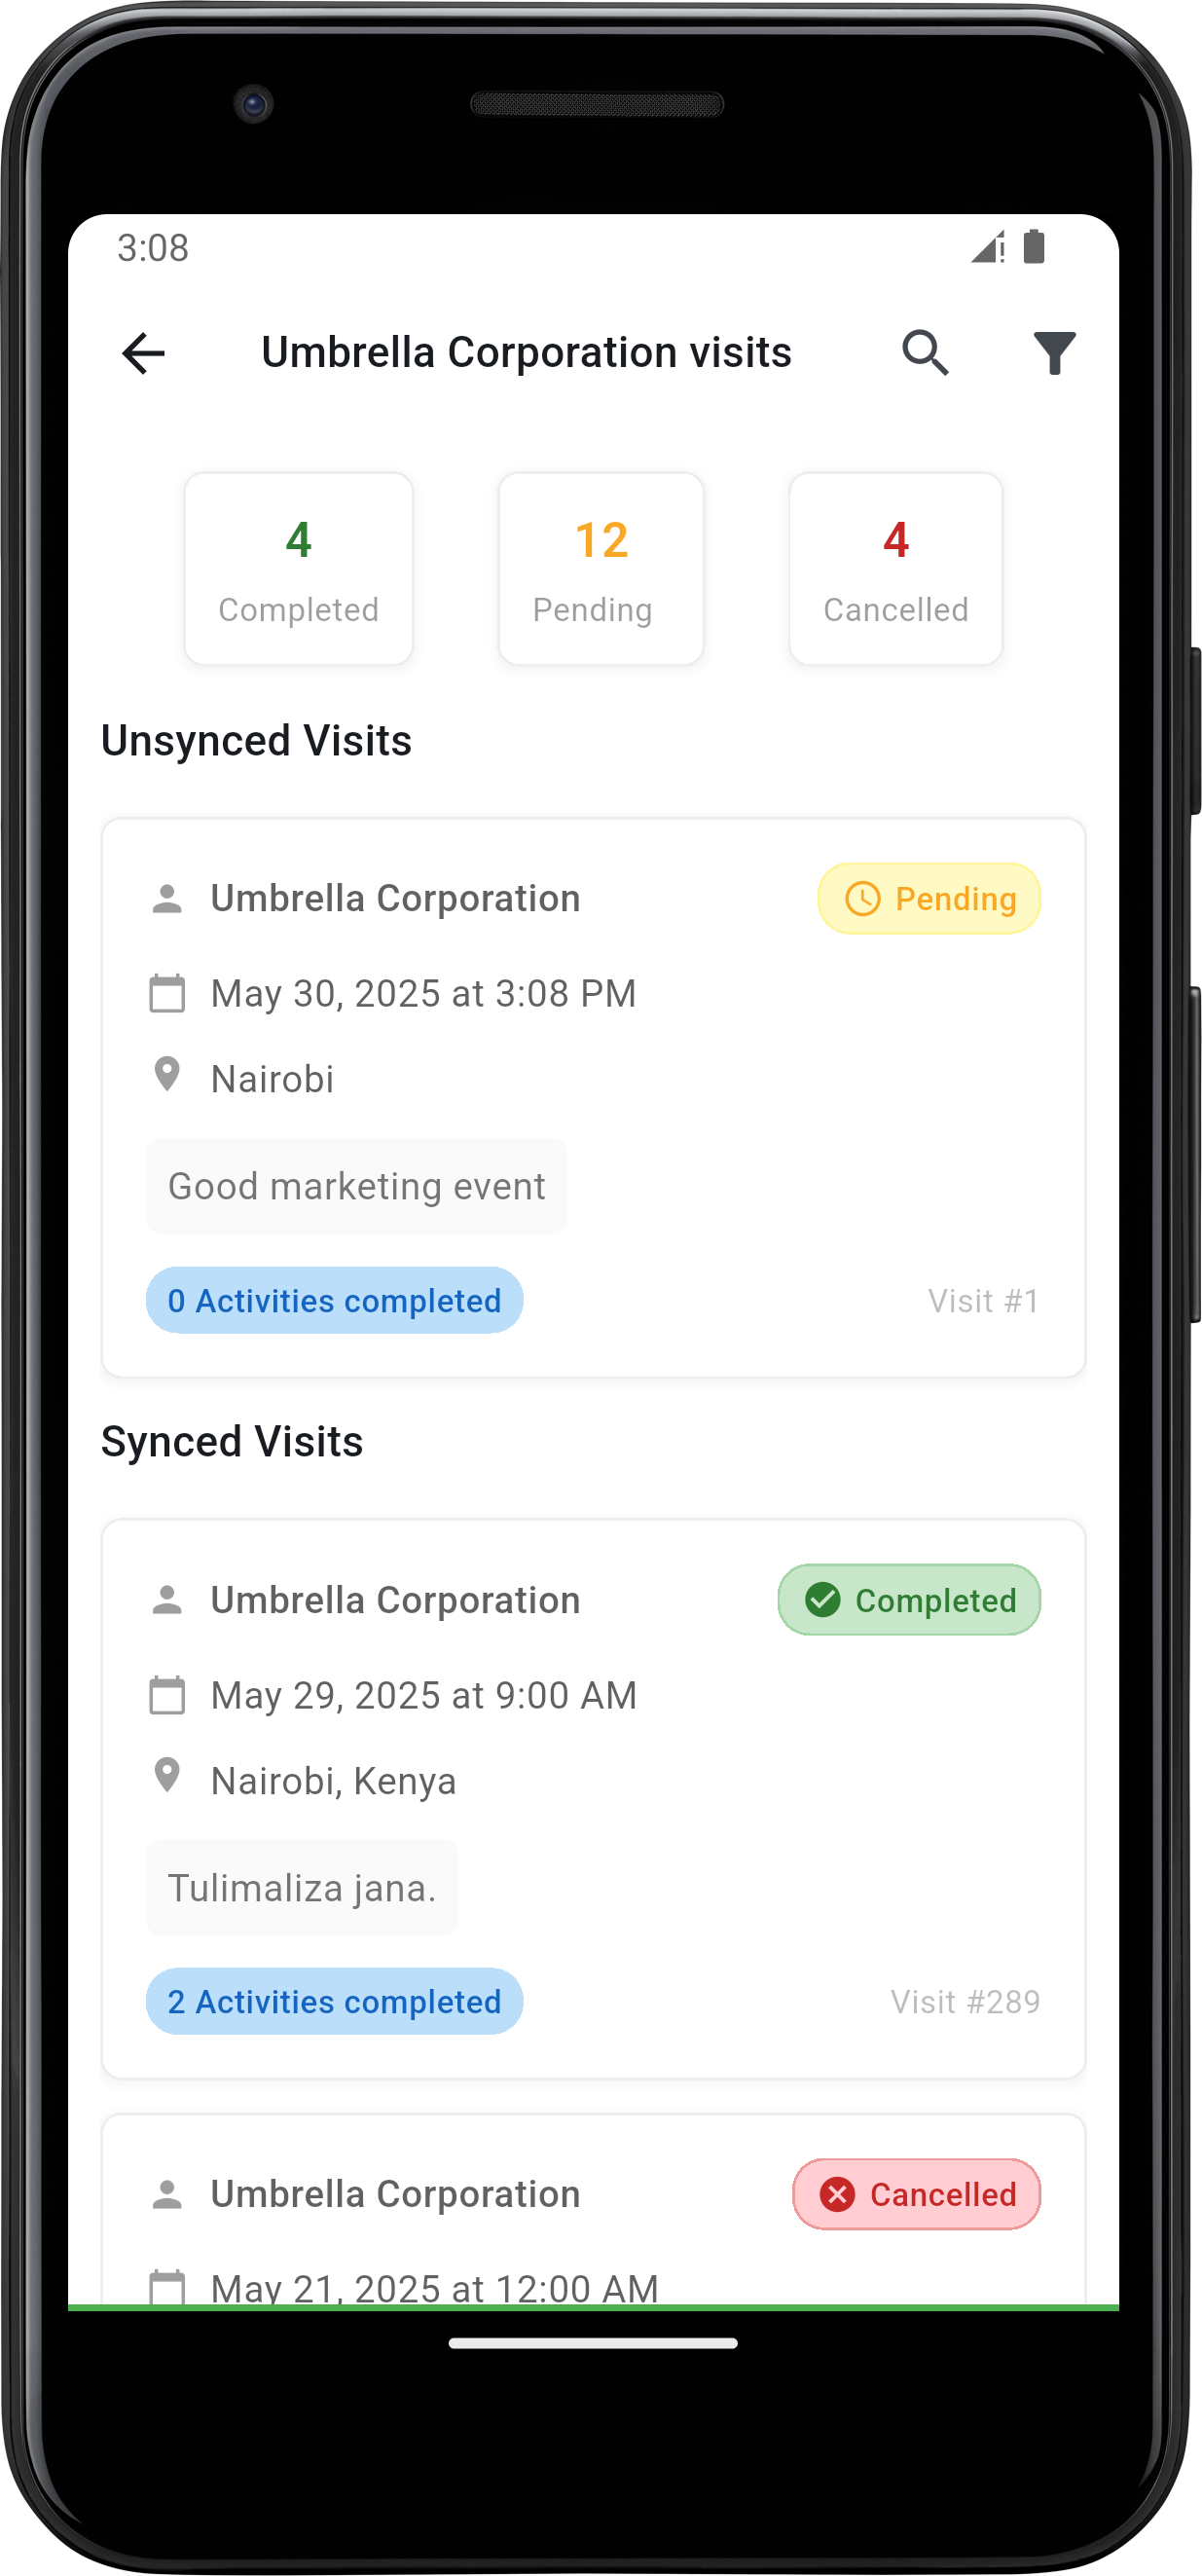 3:08
Umbrella Corporation visits
4
Completed
12
Pending
4
Cancelled
Unsynced Visits
Umbrella Corporation
Pending
May 30, 2025 at 3:08 PM
Nairobi
Good marketing event
0 Activities completed
Visit #1
Synced Visits
Umbrella Corporation
Completed
May 29, 2025 at 9:00 AM
Nairobi, Kenya
Tulimaliza jana.
2 Activities completed
Visit #289
Umbrella Corporation
Cancelled
May 21, 2025 at 12:00 AM